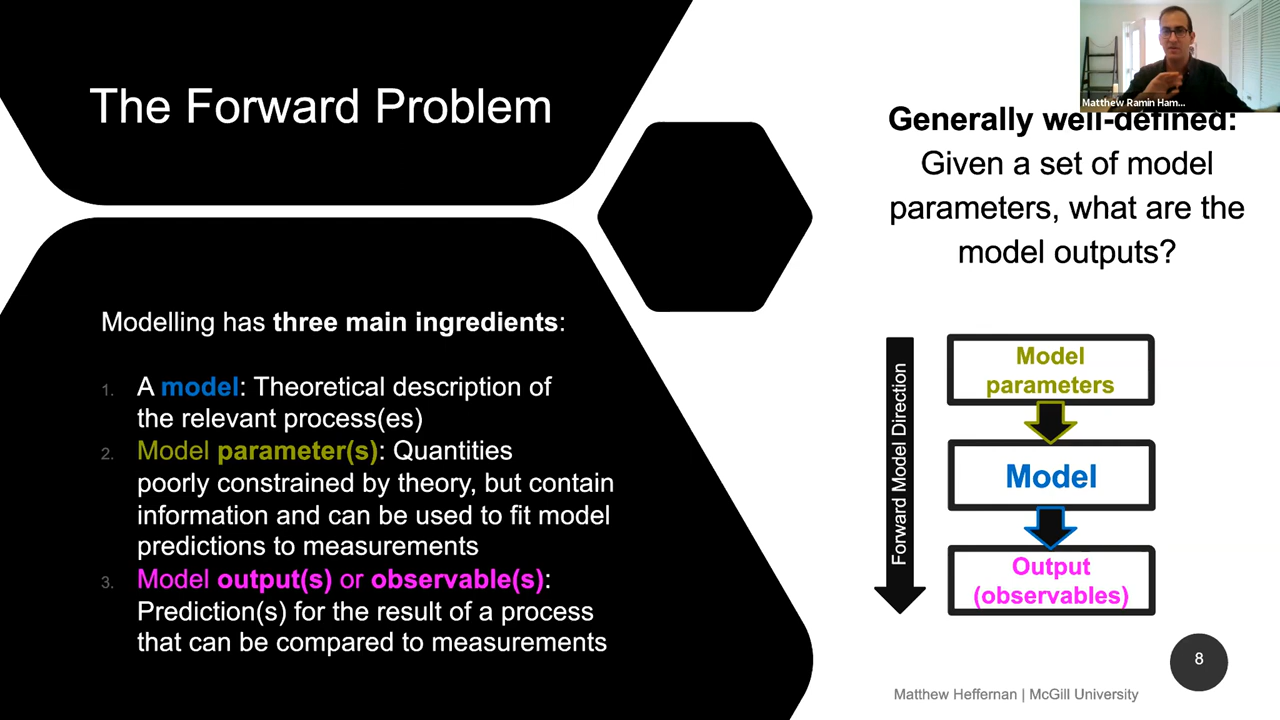 The Forward Problem
Matthew Ramin Ham...
Generally well-defined:
Given a set of model
parameters, what are the
model outputs?
Modelling has three main ingredients:
1. A model: Theoretical description of
the relevant process(es)
2. Model parameter(s): Quantities
poorly constrained by theory, but contain
information and can be used to fit model
predictions to measurements
3. Model output(s) or observable(s):
Prediction(s) for the result of a process
that can be compared to measurements
Forward Model Direction
Model
parameters
Model
Output
(observables)
8
Matthew Heffernan | McGill University